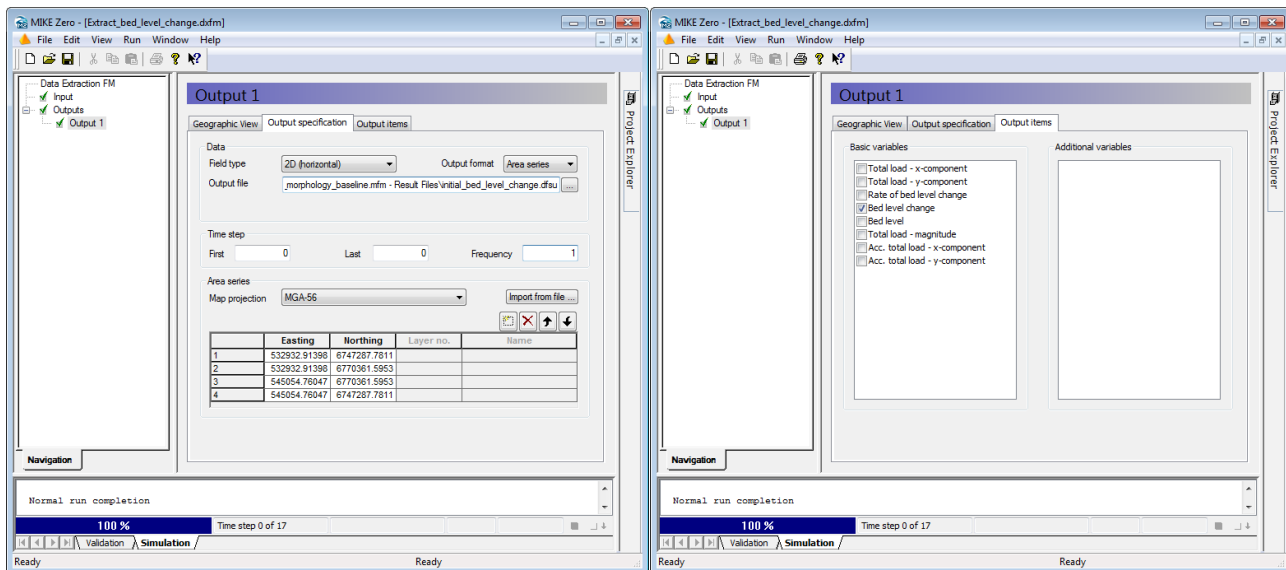 MIKE Zero - [Extract_bed_level_change.dxfm]
File Edit View Run Window Help
Data Extraction FM
Input
Outputs
Output 1
Navigation
Output 1
Geographic View Output specification Output items
Data
Field type 2D (horizontal) Output format Area series
Output file _morphology_baseline.mfm - Result Files\initial_bed_level_change.dfsu ...
Time step
First 0 Last 0 Frequency 1
Area series
Map projection MGA-56 Import from file ...
Easting Northing Layer no. Name
1 532932.91398 6747287.7811
2 532932.91398 6770361.5953
3 545054.76047 6770361.5953
4 545054.76047 6747287.7811
Project Explorer
Normal run completion
100 % Time step 0 of 17
Validation Simulation
Ready Ready
MIKE Zero - [Extract_bed_level_change.dxfm]
File Edit View Run Window Help
Data Extraction FM
Input
Outputs
Output 1
Navigation
Output 1
Geographic View Output specification Output items
Basic variables Additional variables
Total load - x-component
Total load - y-component
Rate of bed level change
Bed level change
Bed level
Total load - magnitude
Acc. total load - x-component
Acc. total load - y-component
Project Explorer
Normal run completion
100 % Time step 0 of 17
Validation Simulation
Ready Ready